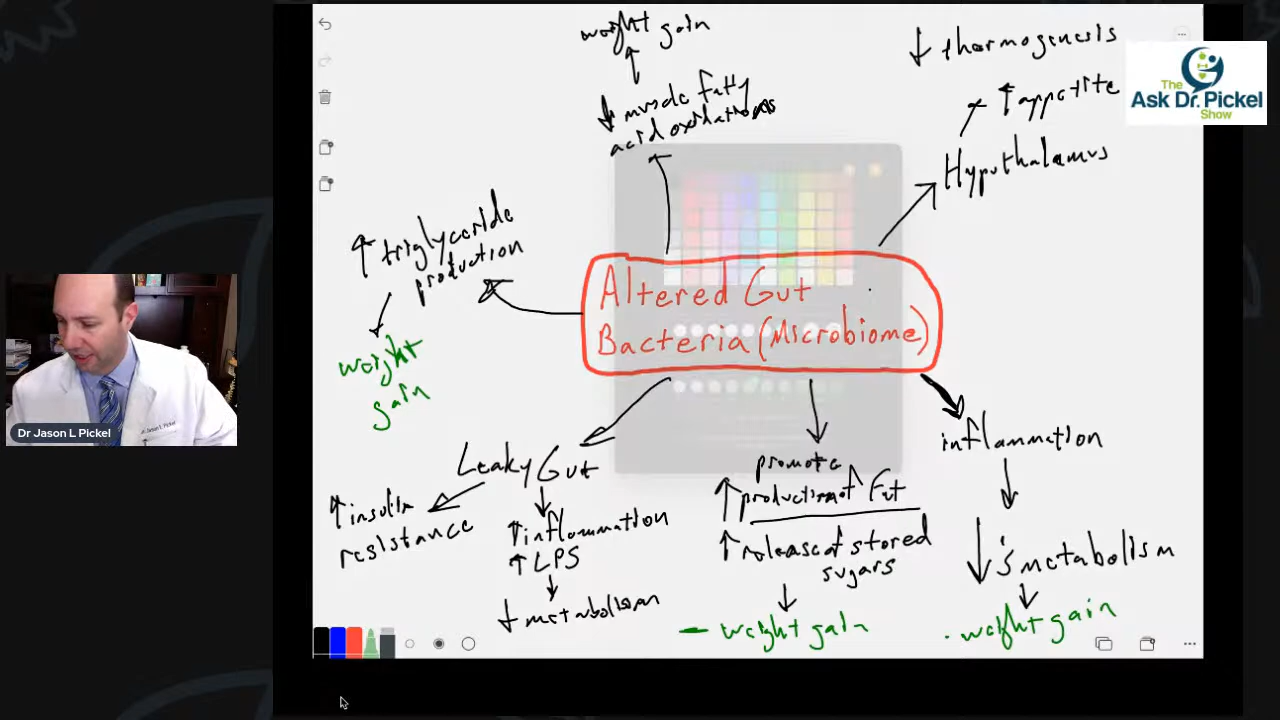 weight gain
↑
↓ muscle fatty
acid oxidation
↓ thermogenesis
↑ appetite
Hypothalamus
The
Ask Dr. Pickel
Show
↑ triglyceride
production
weight
gain
Altered Gut
Bacteria (Microbiome)
Dr Jason L Pickel
Leaky Gut
↑ insulin
resistance
↑ inflammation
↑ LPS
↓ metabolism
promote
↑ production of Fat
↑ release of stored
sugars
- weight gain
inflammation
↓ 's metabolism
weight gain